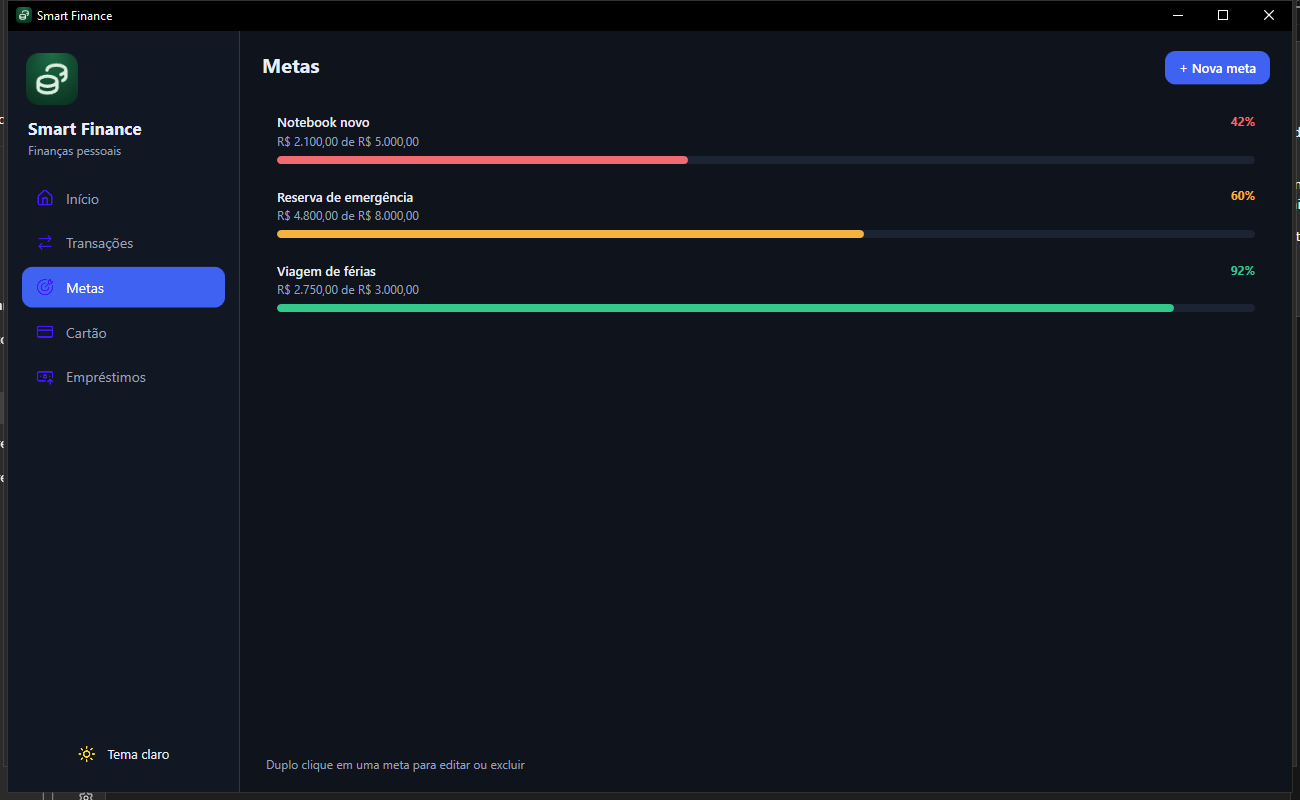 Smart Finance
Smart Finance
Finanças pessoais
Início
Transações
Metas
Cartão
Empréstimos
Tema claro
Metas
+ Nova meta
Notebook novo
42%
R$ 2.100,00 de R$ 5.000,00
Reserva de emergência
60%
R$ 4.800,00 de R$ 8.000,00
Viagem de férias
92%
R$ 2.750,00 de R$ 3.000,00
Duplo clique em uma meta para editar ou excluir